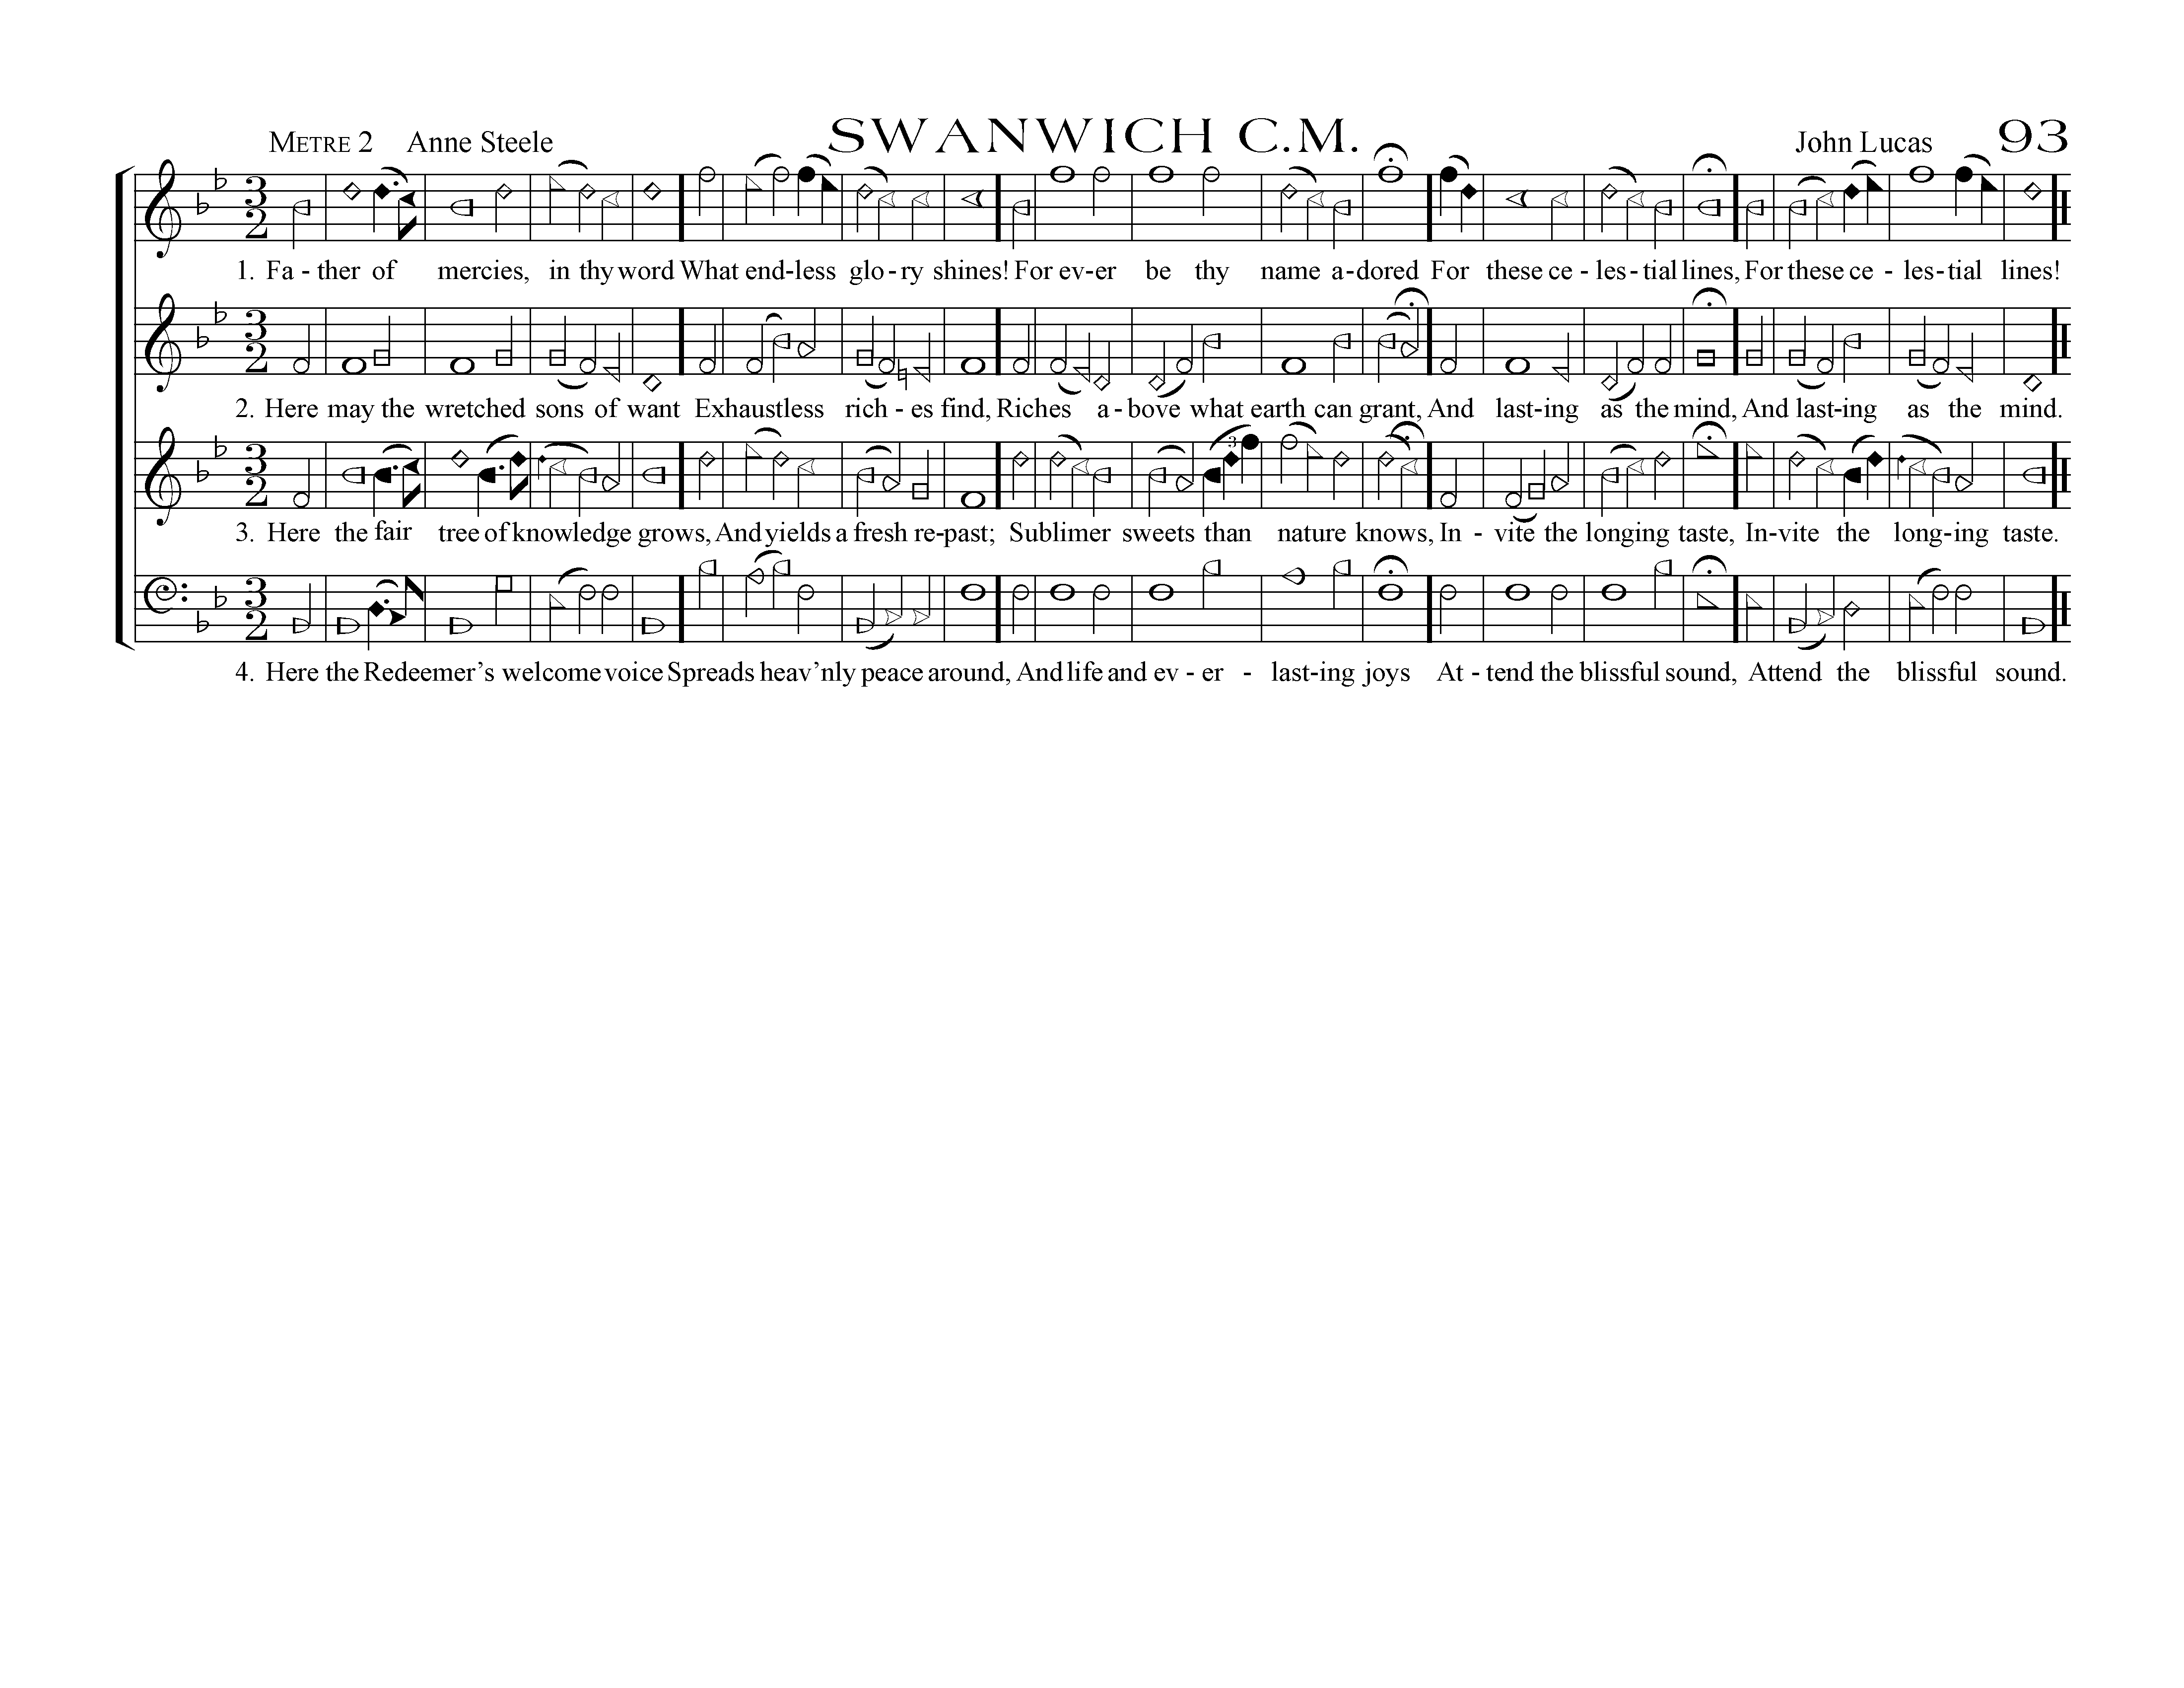 METRE 2 Anne Steele SWANWICH C.M. John Lucas 93
1. Fa - ther of mercies, in thy word What end-less glo-ry shines! For ev-er be thy name a-dored For these ce - les-tial lines, For these ce - les-tial lines!
2. Here may the wretched sons of want Exhaustless rich - es find, Riches a-bove what earth can grant, And last-ing as the mind, And last-ing as the mind.
3
3. Here the fair tree of knowledge grows, And yields a fresh re-past; Sublimer sweets than nature knows, In - vite the longing taste, In-vite the long-ing taste.
4. Here the Redeemer’s welcome voice Spreads heav’nly peace around, And life and ev - er - last-ing joys At - tend the blissful sound, Attend the blissful sound.